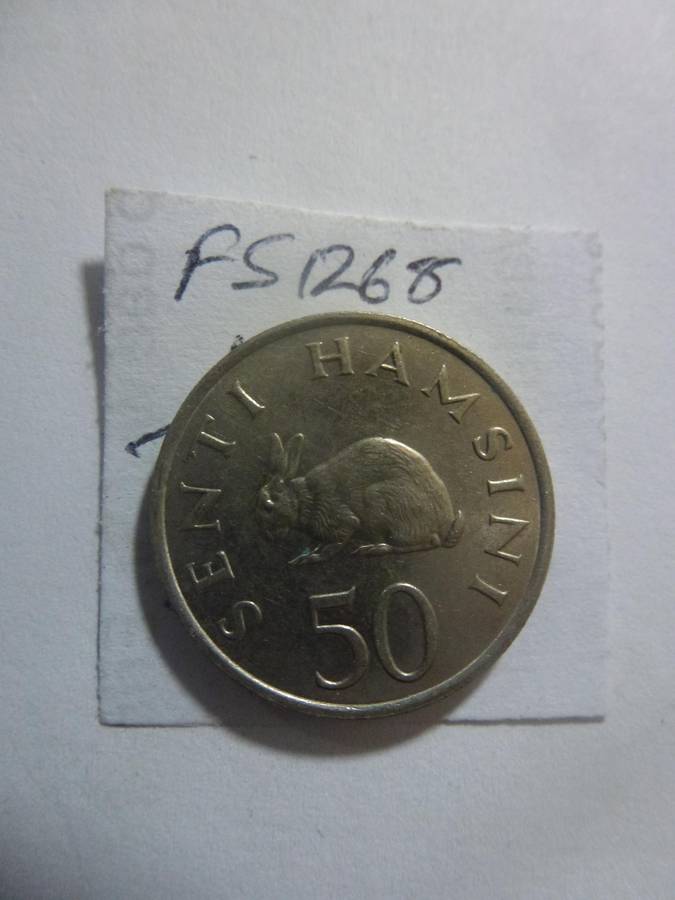 FS1268
SENTI HAMSINI
50